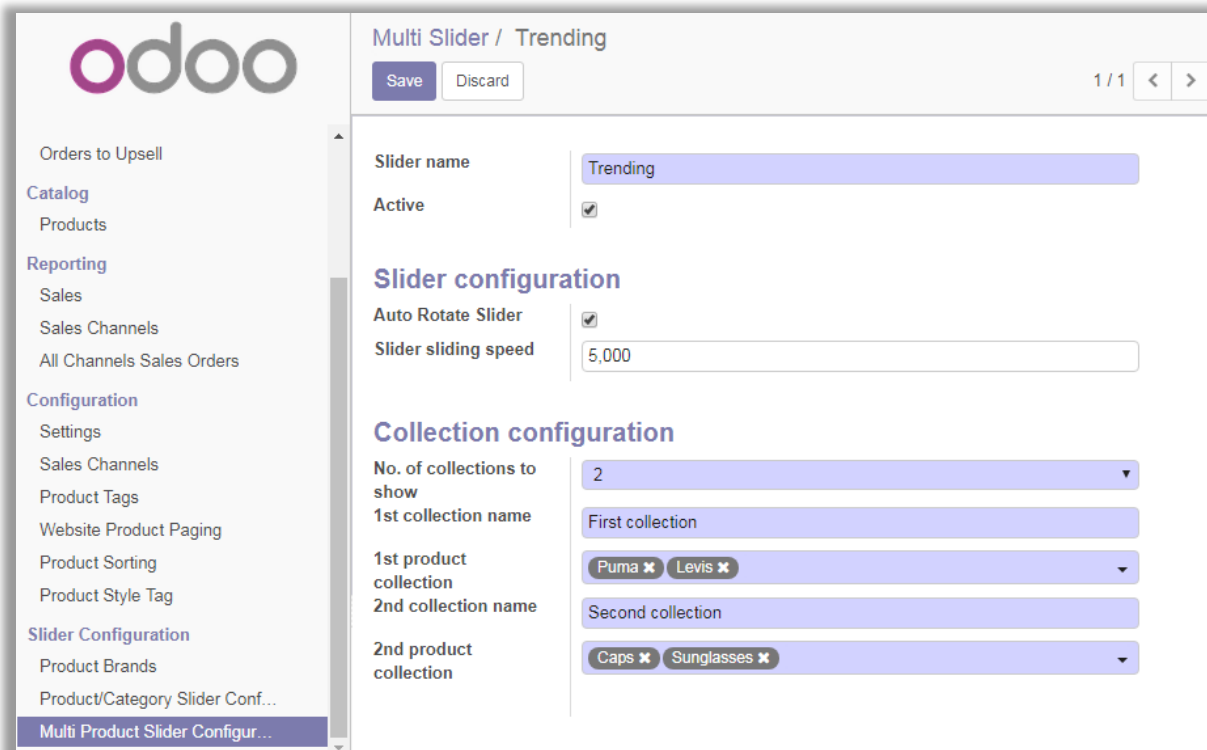 odoo
Orders to Upsell
Catalog
Products
Reporting
Sales
Sales Channels
All Channels Sales Orders
Configuration
Settings
Sales Channels
Product Tags
Website Product Paging
Product Sorting
Product Style Tag
Slider Configuration
Product Brands
Product/Category Slider Conf...
Multi Product Slider Configur...
Multi Slider / Trending
Save Discard
1 / 1
Slider name Trending
Active
Slider configuration
Auto Rotate Slider
Slider sliding speed 5,000
Collection configuration
No. of collections to
show
2
1st collection name First collection
1st product
collection
Puma Levis
2nd collection name Second collection
2nd product
collection
Caps Sunglasses